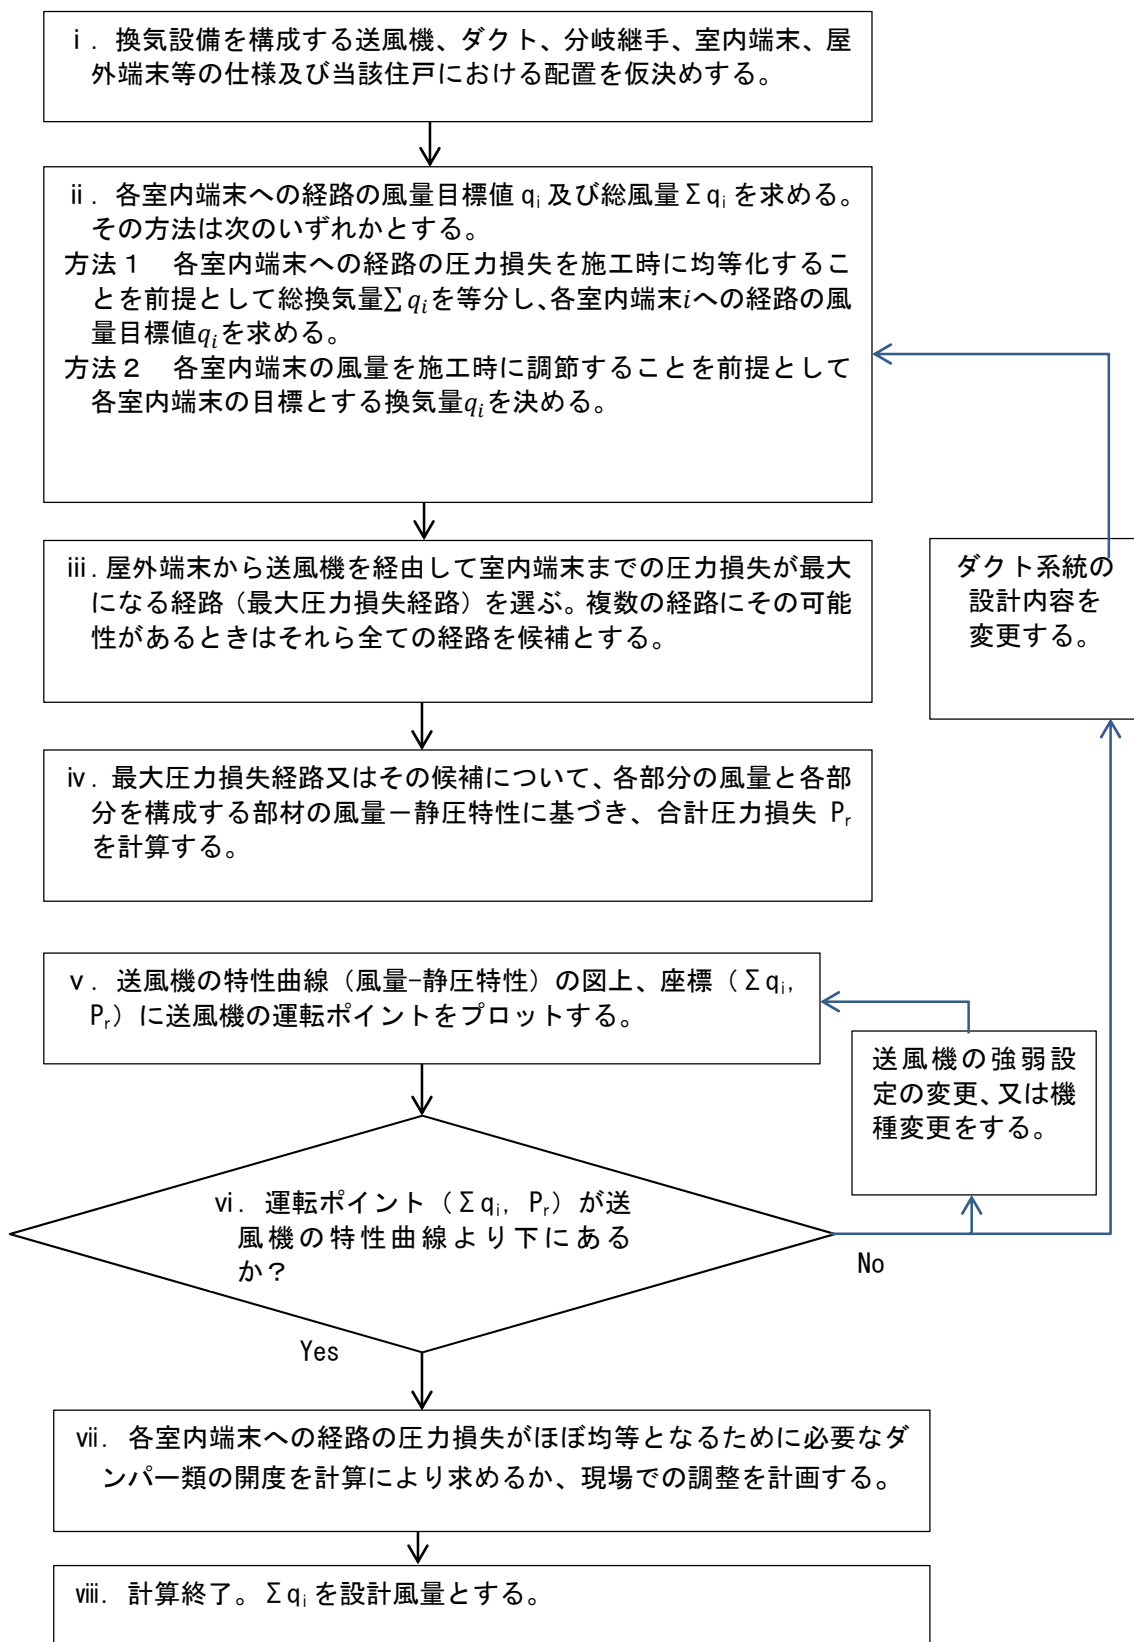 ⅰ. 換気設備を構成する送風機、ダクト、分岐継手、室内端末、屋
外端末等の仕様及び当該住戸における配置を仮決めする。
ⅱ. 各室内端末への経路の風量目標値 qi 及び総風量Σqi を求める。
その方法は次のいずれかとする。
方法1　各室内端末への経路の圧力損失を施工時に均等化するこ
とを前提として総換気量∑qiを等分し、各室内端末iへの経路の風
量目標値qiを求める。
方法2　各室内端末の風量を施工時に調節することを前提として
各室内端末の目標とする換気量qiを決める。
ⅲ. 屋外端末から送風機を経由して室内端末までの圧力損失が最大
になる経路（最大圧力損失経路）を選ぶ。複数の経路にその可能
性があるときはそれら全ての経路を候補とする。
ダクト系統の
設計内容を
変更する。
ⅳ. 最大圧力損失経路又はその候補について、各部分の風量と各部
分を構成する部材の風量－静圧特性に基づき、合計圧力損失 Pr
を計算する。
ⅴ. 送風機の特性曲線（風量-静圧特性）の図上、座標（Σqi,
Pr）に送風機の運転ポイントをプロットする。
送風機の強弱設
定の変更、又は機
種変更をする。
ⅵ. 運転ポイント（Σqi, Pr）が送
風機の特性曲線より下にある
か？
No
Yes
ⅶ. 各室内端末への経路の圧力損失がほぼ均等となるために必要なダ
ンパー類の開度を計算により求めるか、現場での調整を計画する。
ⅷ. 計算終了。Σqi を設計風量とする。